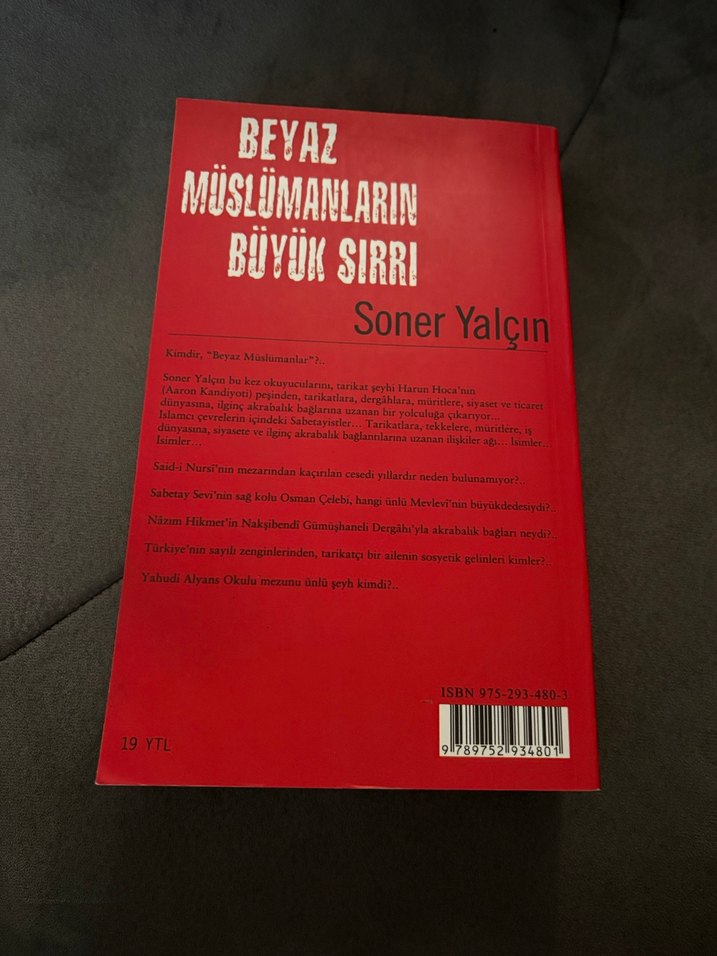 BEYAZ
MÜSLÜMANLARIN
BÜYÜK SIRRI
Soner Yalçın
Kimdir, “Beyaz Müslümanlar”?..
Soner Yalçın bu kez okuyucularını, tarikat şeyhi Harun Hoca’nın
(Aaron Kandiyoti) peşinden, tarikatlara, dergâhlara, müritlere, siyaset ve ticaret
dünyasına, ilginç akrabalık bağlarına uzanan bir yolculuğa çıkarıyor...
İslamcı çevrelerin içindeki Sabetayistler... Tarikatlara, tekkelere, müritlere, iş
dünyasına, siyasete ve ilginç akrabalık bağlantılarına uzanan ilişkiler ağı... İsimler...
İsimler...
Said-i Nursî’nin mezarından kaçırılan cesedi yıllardır neden bulunamıyor?..
Sabetay Sevi’nin sağ kolu Osman Çelebi, hangi ünlü Mevlevî’nin büyükdedesiydi?..
Nâzım Hikmet’in Nakşibendî Gümüşhaneli Dergâhı’yla akrabalık bağları neydi?..
Türkiye’nin sayılı zenginlerinden, tarikatçı bir ailenin sosyetik gelinleri kimler?..
Yahudi Alyans Okulu mezunu ünlü şeyh kimdi?..
ISBN 975-293-480-3
9 789752 934801
19 YTL